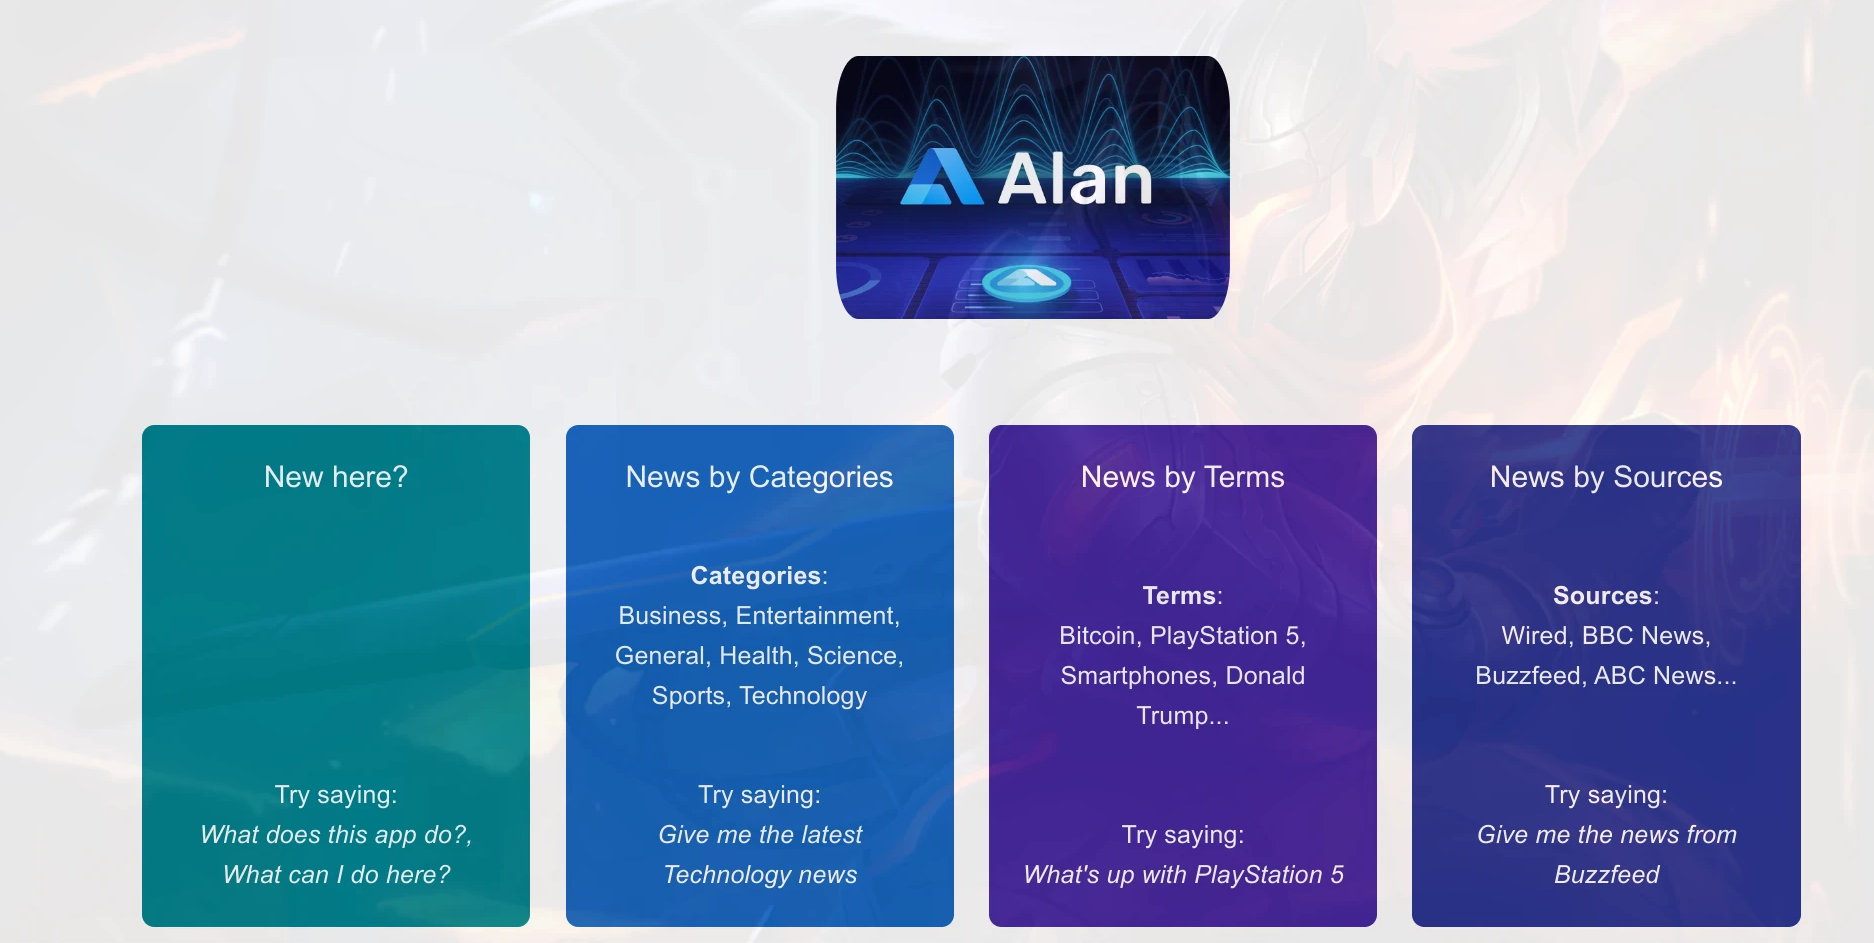 Alan
New here?
Try saying:
What does this app do?,
What can I do here?
News by Categories
Categories:
Business, Entertainment,
General, Health, Science,
Sports, Technology
Try saying:
Give me the latest
Technology news
News by Terms
Terms:
Bitcoin, PlayStation 5,
Smartphones, Donald
Trump...
Try saying:
What's up with PlayStation 5
News by Sources
Sources:
Wired, BBC News,
Buzzfeed, ABC News...
Try saying:
Give me the news from
Buzzfeed